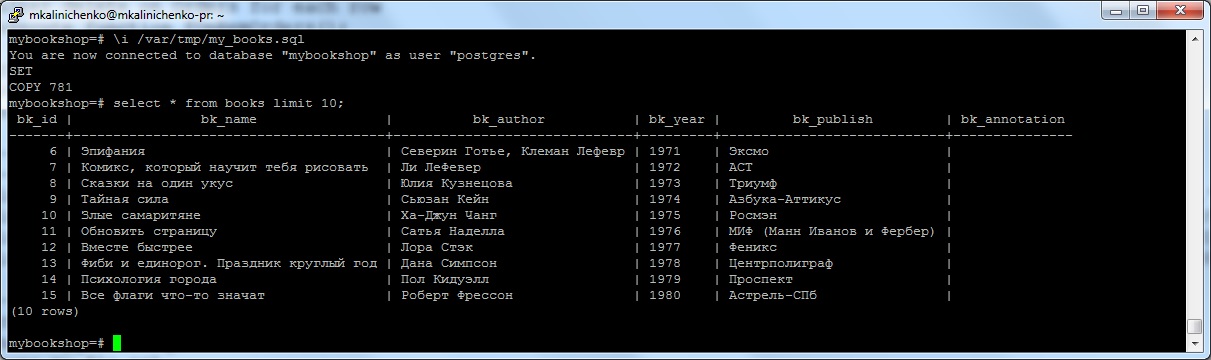 mkalinichenko@mkalinichenko-pr: ~
mybookshop=# \i /var/tmp/my_books.sql
You are now connected to database "mybookshop" as user "postgres".
SET
COPY 781
mybookshop=# select * from books limit 10;
 bk_id | bk_name | bk_author | bk_year | bk_publish | bk_annotation
-------+---------------------------------------+------------------------------+---------+----------------------------+---------------
 6 | Эпифания | Северин Готье, Клеман Лефевр | 1971 | Эксмо |
 7 | Комикс, который научит тебя рисовать | Ли Лефевер | 1972 | АСТ |
 8 | Сказки на один укус | Юлия Кузнецова | 1973 | Триумф |
 9 | Тайная сила | Сьюзан Кейн | 1974 | Азбука-Аттикус |
 10 | Злые самаритяне | Ха-Джун Чанг | 1975 | Росмэн |
 11 | Обновить страницу | Сатья Наделла | 1976 | МИФ (Манн Иванов и Фербер) |
 12 | Вместе быстрее | Лора Стэк | 1977 | Феникс |
 13 | Фиби и единорог. Праздник круглый год | Дана Симпсон | 1978 | Центрполиграф |
 14 | Психология города | Пол Кидуэлл | 1979 | Проспект |
 15 | Все флаги что-то значат | Роберт Фрессон | 1980 | Астрель-СПб |
(10 rows)
mybookshop=#